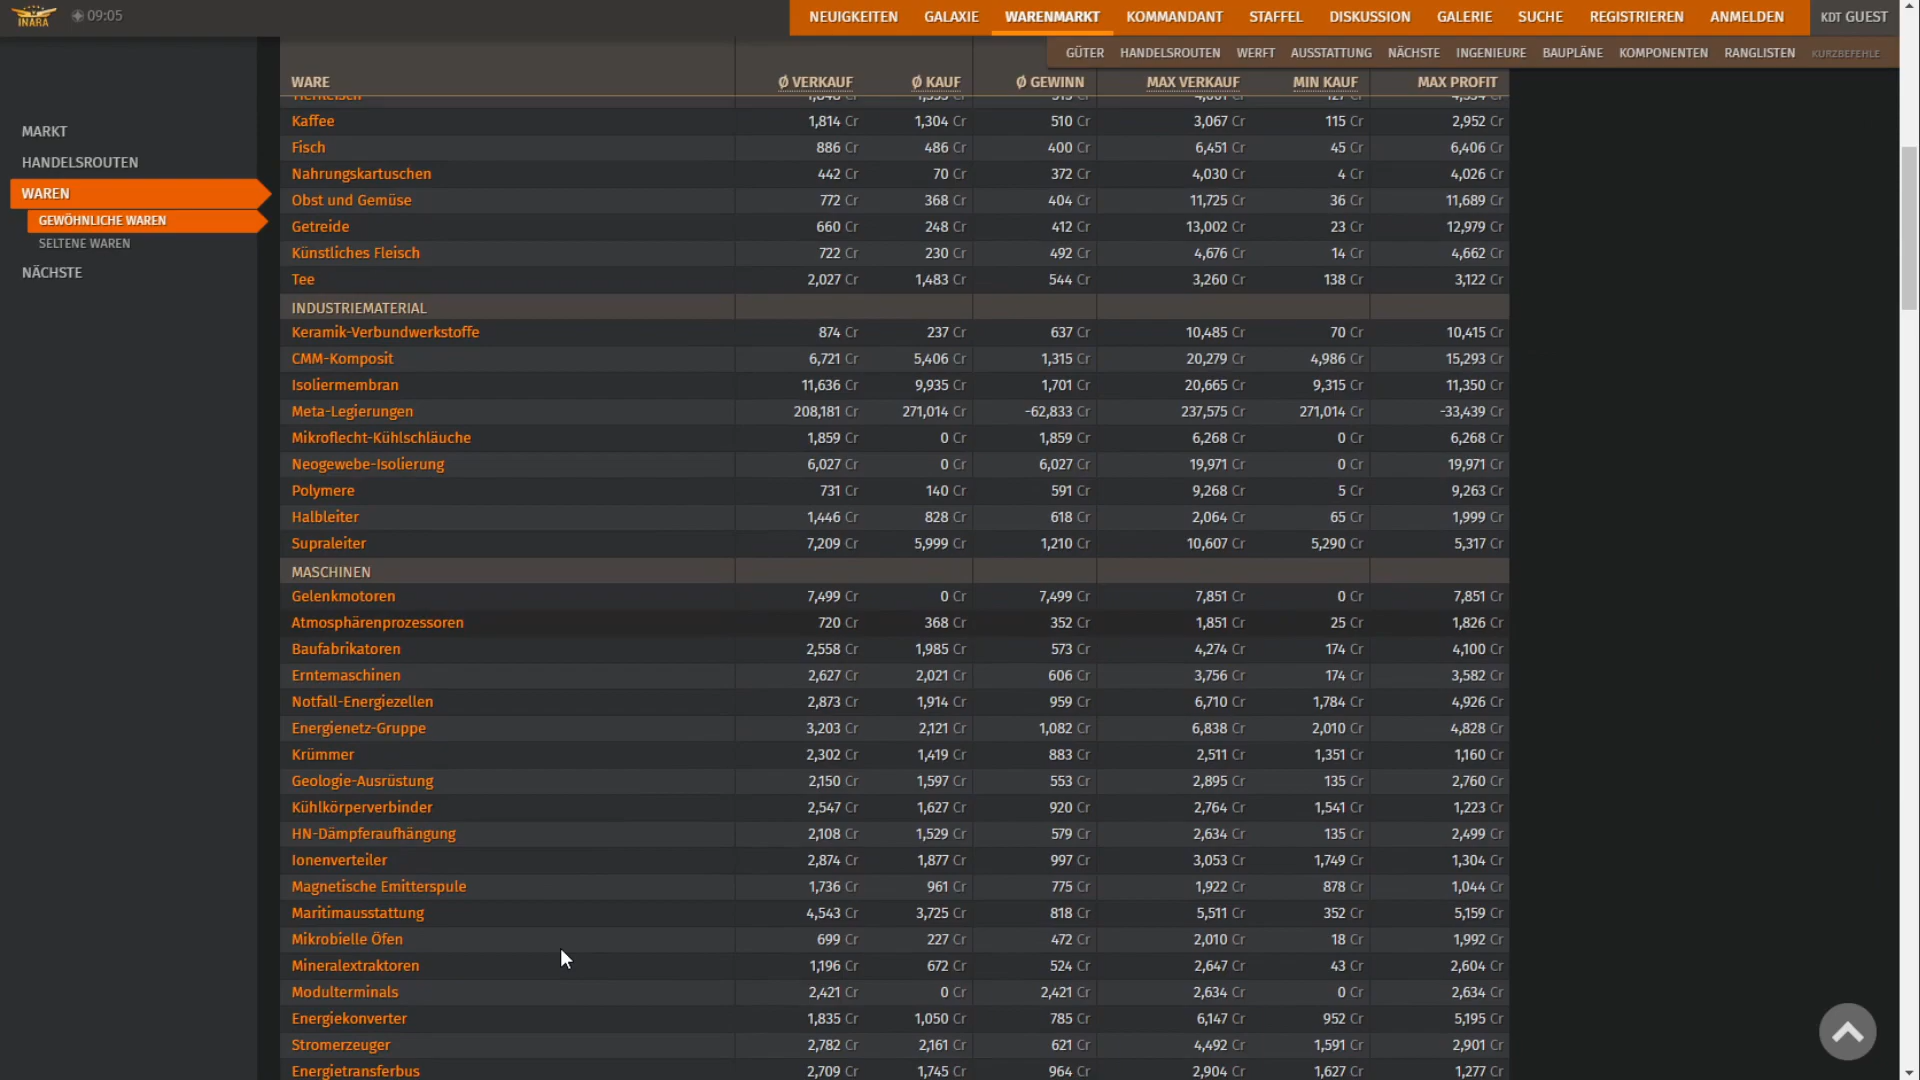 INARA
09:05
NEUIGKEITEN GALAXIE WARENMARKT KOMMANDANT STAFFEL DISKUSSION GALERIE SUCHE REGISTRIEREN ANMELDEN KDT GUEST
GÜTER HANDELSROUTEN WERFT AUSSTATTUNG NÄCHSTE INGENIEURE BAUPLÄNE KOMPONENTEN RANGLISTEN KURZBEFEHLE
MARKT
HANDELSROUTEN
WAREN
GEWÖHNLICHE WAREN
SELTENE WAREN
NÄCHSTE
WARE Ø VERKAUF Ø KAUF Ø GEWINN MAX VERKAUF MIN KAUF MAX PROFIT
Kaffee 1,814 Cr 1,304 Cr 510 Cr 3,067 Cr 115 Cr 2,952 Cr
Fisch 886 Cr 486 Cr 400 Cr 6,451 Cr 45 Cr 6,406 Cr
Nahrungskartuschen 442 Cr 70 Cr 372 Cr 4,030 Cr 4 Cr 4,026 Cr
Obst und Gemüse 772 Cr 368 Cr 404 Cr 11,725 Cr 36 Cr 11,689 Cr
Getreide 660 Cr 248 Cr 412 Cr 13,002 Cr 23 Cr 12,979 Cr
Künstliches Fleisch 722 Cr 230 Cr 492 Cr 4,676 Cr 14 Cr 4,662 Cr
Tee 2,027 Cr 1,483 Cr 544 Cr 3,260 Cr 138 Cr 3,122 Cr
INDUSTRIEMATERIAL
Keramik-Verbundwerkstoffe 874 Cr 237 Cr 637 Cr 10,485 Cr 70 Cr 10,415 Cr
CMM-Komposit 6,721 Cr 5,406 Cr 1,315 Cr 20,279 Cr 4,986 Cr 15,293 Cr
Isoliermembran 11,636 Cr 9,935 Cr 1,701 Cr 20,665 Cr 9,315 Cr 11,350 Cr
Meta-Legierungen 208,181 Cr 271,014 Cr -62,833 Cr 237,575 Cr 271,014 Cr -33,439 Cr
Mikroflecht-Kühlschläuche 1,859 Cr 0 Cr 1,859 Cr 6,268 Cr 0 Cr 6,268 Cr
Neogewebe-Isolierung 6,027 Cr 0 Cr 6,027 Cr 19,971 Cr 0 Cr 19,971 Cr
Polymere 731 Cr 140 Cr 591 Cr 9,268 Cr 5 Cr 9,263 Cr
Halbleiter 1,446 Cr 828 Cr 618 Cr 2,064 Cr 65 Cr 1,999 Cr
Supraleiter 7,209 Cr 5,999 Cr 1,210 Cr 10,607 Cr 5,290 Cr 5,317 Cr
MASCHINEN
Gelenkmotoren 7,499 Cr 0 Cr 7,499 Cr 7,851 Cr 0 Cr 7,851 Cr
Atmosphärenprozessoren 720 Cr 368 Cr 352 Cr 1,851 Cr 25 Cr 1,826 Cr
Baufabrikatoren 2,558 Cr 1,985 Cr 573 Cr 4,274 Cr 174 Cr 4,100 Cr
Erntemaschinen 2,627 Cr 2,021 Cr 606 Cr 3,756 Cr 174 Cr 3,582 Cr
Notfall-Energiezellen 2,873 Cr 1,914 Cr 959 Cr 6,710 Cr 1,784 Cr 4,926 Cr
Energienetz-Gruppe 3,203 Cr 2,121 Cr 1,082 Cr 6,838 Cr 2,010 Cr 4,828 Cr
Krümmer 2,302 Cr 1,419 Cr 883 Cr 2,511 Cr 1,351 Cr 1,160 Cr
Geologie-Ausrüstung 2,150 Cr 1,597 Cr 553 Cr 2,895 Cr 135 Cr 2,760 Cr
Kühlkörperverbinder 2,547 Cr 1,627 Cr 920 Cr 2,764 Cr 1,541 Cr 1,223 Cr
HN-Dämpferaufhängung 2,108 Cr 1,529 Cr 579 Cr 2,634 Cr 135 Cr 2,499 Cr
Ionenverteiler 2,874 Cr 1,877 Cr 997 Cr 3,053 Cr 1,749 Cr 1,304 Cr
Magnetische Emitterspule 1,736 Cr 961 Cr 775 Cr 1,922 Cr 878 Cr 1,044 Cr
Maritimausstattung 4,543 Cr 3,725 Cr 818 Cr 5,511 Cr 352 Cr 5,159 Cr
Mikrobielle Öfen 699 Cr 227 Cr 472 Cr 2,010 Cr 18 Cr 1,992 Cr
Mineralextraktoren 1,196 Cr 672 Cr 524 Cr 2,647 Cr 43 Cr 2,604 Cr
Modulterminals 2,421 Cr 0 Cr 2,421 Cr 2,634 Cr 0 Cr 2,634 Cr
Energiekonverter 1,835 Cr 1,050 Cr 785 Cr 6,147 Cr 952 Cr 5,195 Cr
Stromerzeuger 2,782 Cr 2,161 Cr 621 Cr 4,492 Cr 1,591 Cr 2,901 Cr
Energietransferbus 2,709 Cr 1,745 Cr 964 Cr 2,904 Cr 1,627 Cr 1,277 Cr